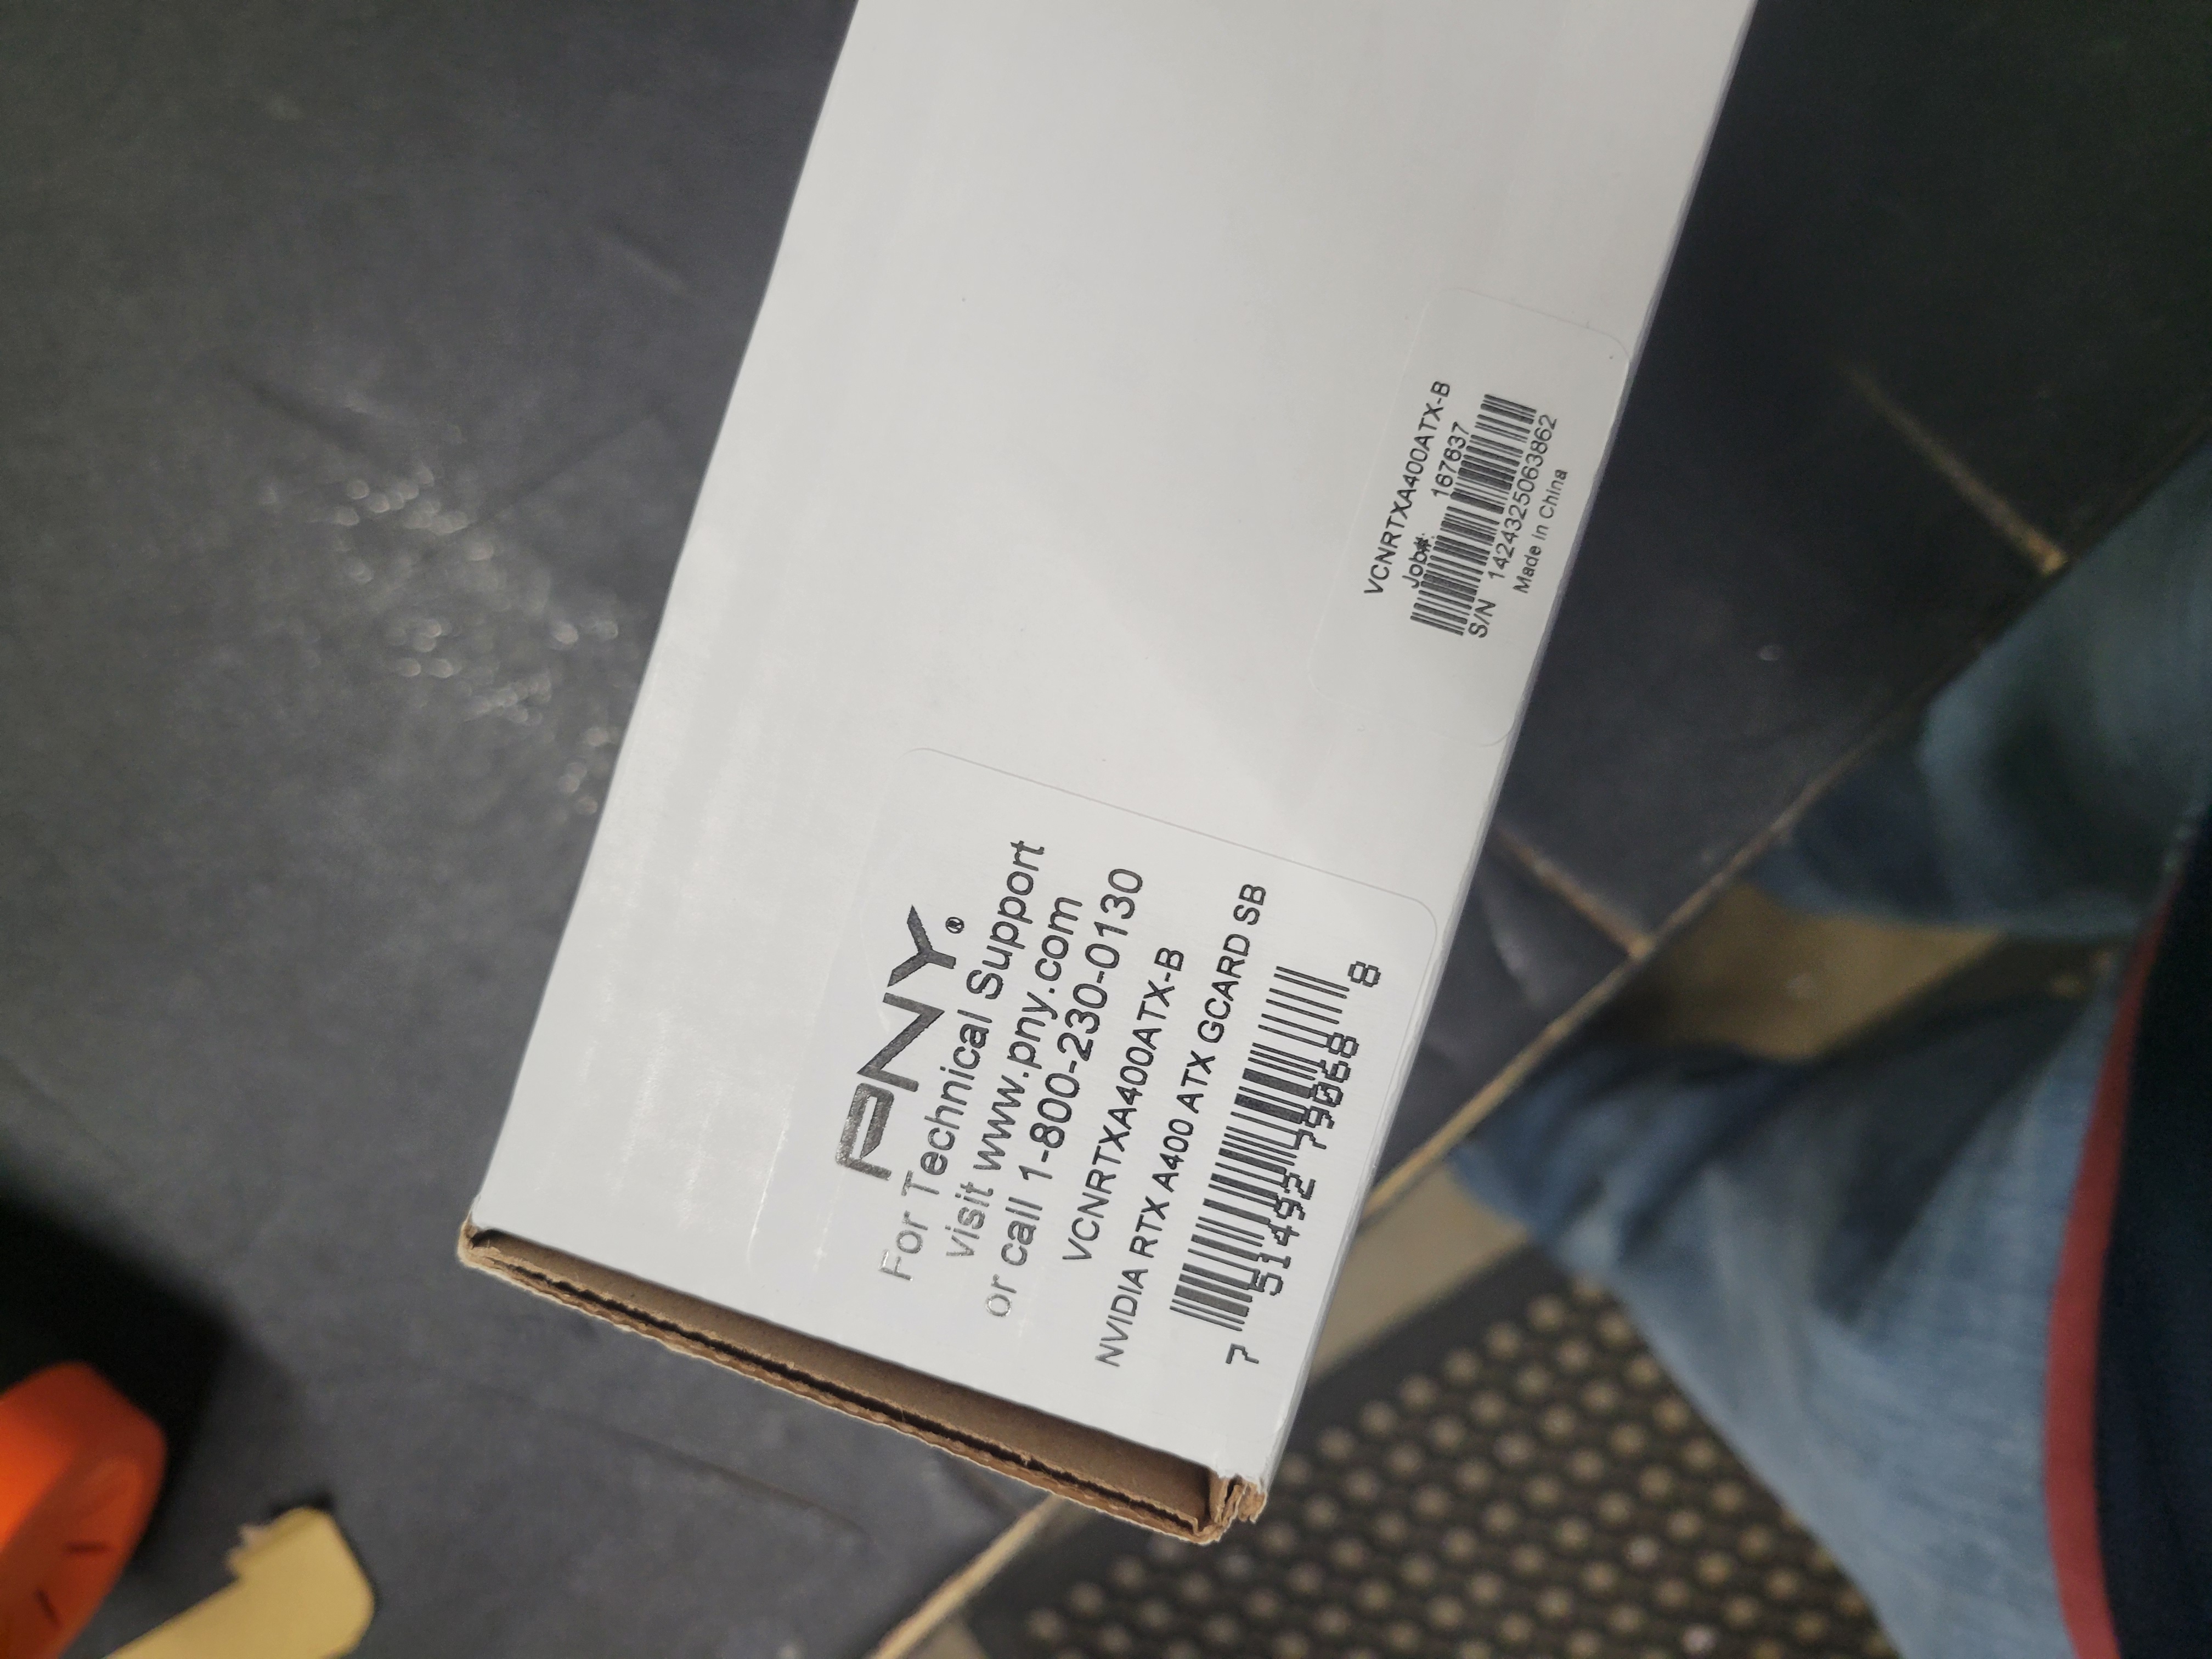 PNY®
For Technical Support
visit www.pny.com
or call 1-800-230-0130
VCNRTXA400ATX-B
NVIDIA RTX A400 ATX GCARD SB
7 51492 79068 8
VCNRTXA400ATX-B
Job#: 167637
S/N 1424325063862
Made in China